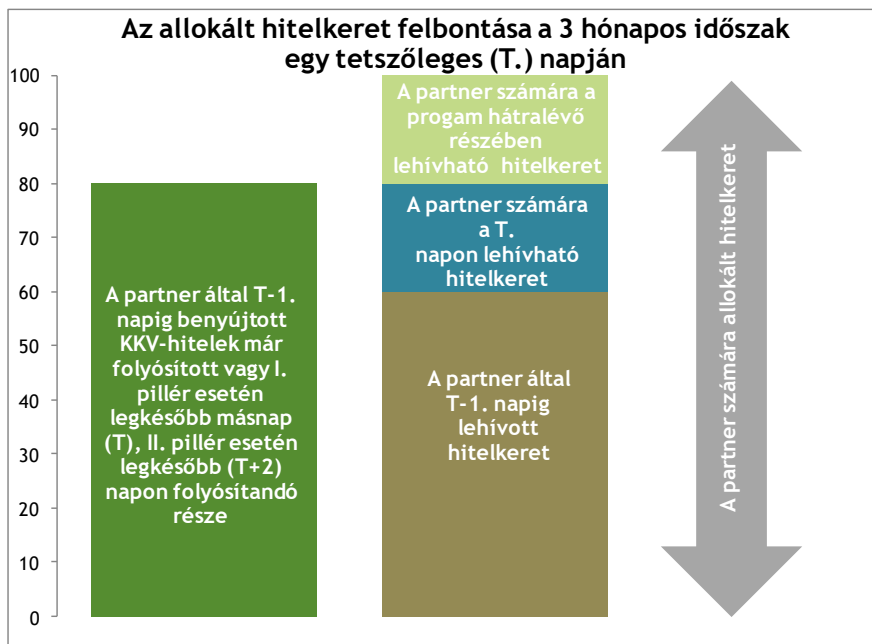 Az allokált hitelkeret felbontása a 3 hónapos időszak
egy tetszőleges (T.) napján
100
90
80
70
60
50
40
30
20
10
0
A partner által T-1.
napig benyújtott
KKV-hitelek már
folyósított vagy I.
pillér esetén
legkésőbb másnap
(T), II. pillér esetén
legkésőbb (T+2)
napon folyósítandó
része
A partner számára a
progam hátralévő
részében
lehívható hitelkeret
A partner számára
a T.
napon lehívható
hitelkeret
A partner által
T-1. napig
lehívott
hitelkeret
A partner számára allokált hitelkeret